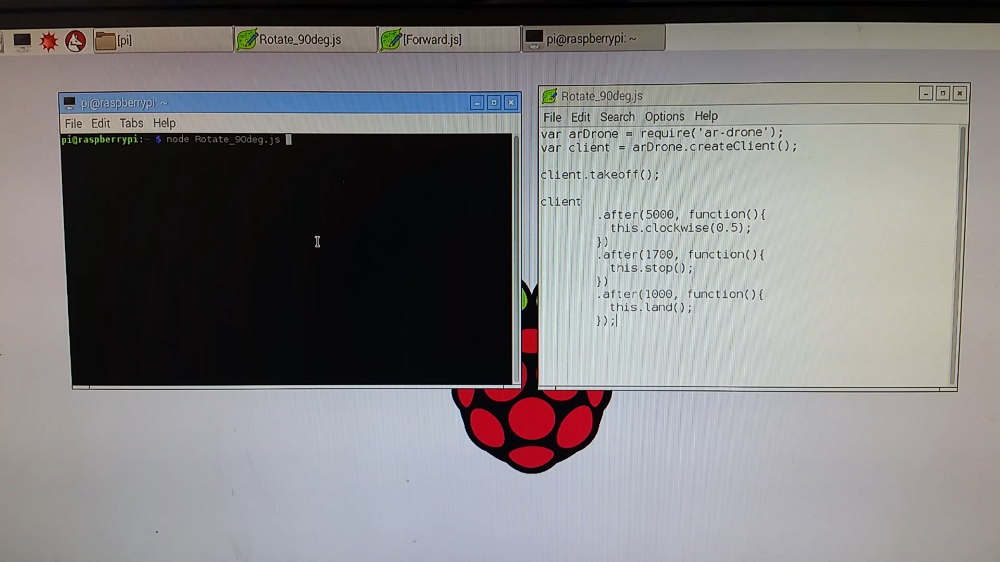 [pi]
Rotate_90deg.js
[Forward.js]
pi@raspberrypi: ~
pi@raspberrypi: ~
File Edit Tabs Help
pi@raspberrypi:~ $ node Rotate_90deg.js
Rotate_90deg.js
File Edit Search Options Help
var arDrone = require('ar-drone');
var client = arDrone.createClient();
client.takeoff();
client
.after(5000, function(){
this.clockwise(0.5);
})
.after(1700, function(){
this.stop();
})
.after(1000, function(){
this.land();
});